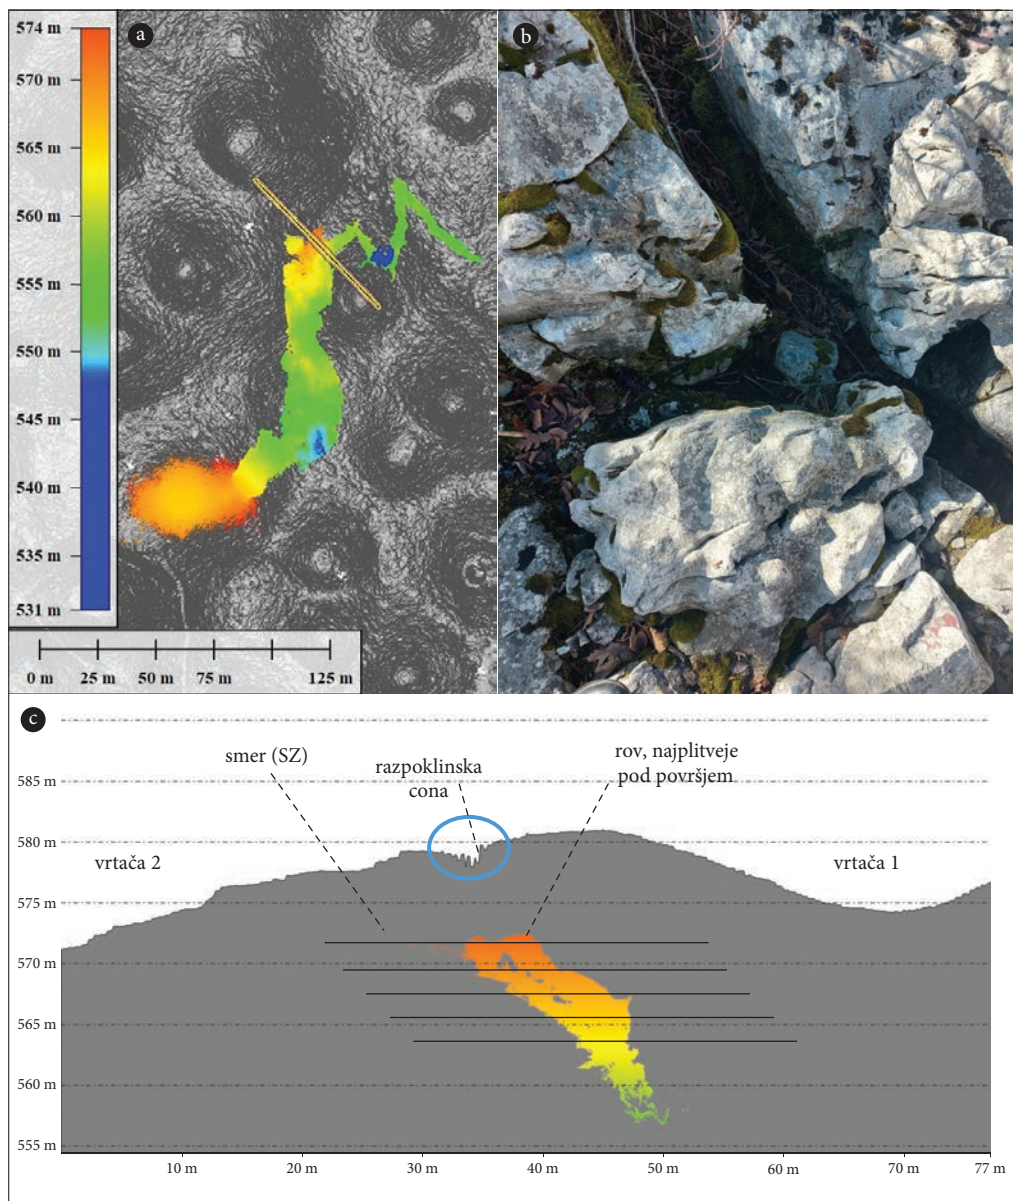 a
574 m
570 m
565 m
560 m
555 m
550 m
545 m
540 m
535 m
531 m
0 m 25 m 50 m 75 m 125 m
b
c
smer (SZ)
razpoklinska
cona
rov, najplitveje
pod površjem
vrtača 2
vrtača 1
585 m
580 m
575 m
570 m
565 m
560 m
555 m
10 m 20 m 30 m 40 m 50 m 60 m 70 m 77 m